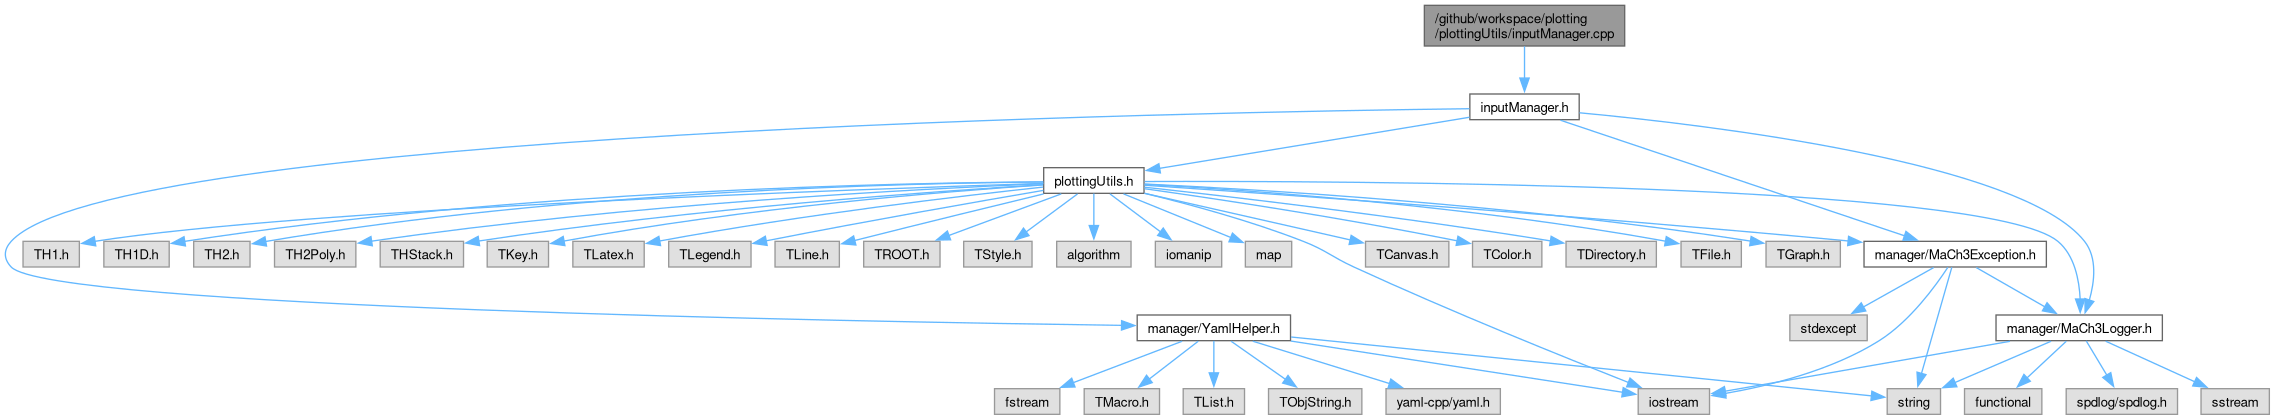 /github/workspace/plotting
/plottingUtils/inputManager.cpp
inputManager.h
plottingUtils.h
TH1.h
TH1D.h
TH2.h
TH2Poly.h
THStack.h
TKey.h
TLatex.h
TLegend.h
TLine.h
TROOT.h
TStyle.h
algorithm
iomanip
map
TCanvas.h
TColor.h
TDirectory.h
TFile.h
TGraph.h
manager/MaCh3Exception.h
manager/YamlHelper.h
stdexcept
manager/MaCh3Logger.h
fstream
TMacro.h
TList.h
TObjString.h
yaml-cpp/yaml.h
iostream
string
functional
spdlog/spdlog.h
sstream